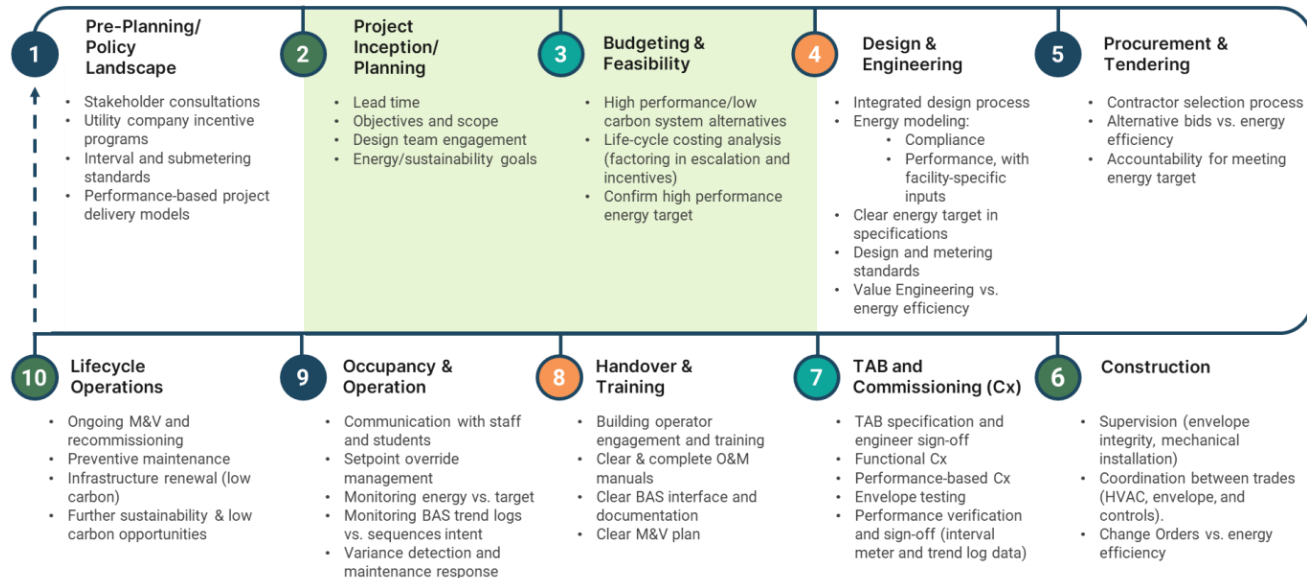 1
Pre-Planning/
Policy
Landscape
• Stakeholder consultations
• Utility company incentive
programs
• Interval and submetering
standards
• Performance-based project
delivery models
2
Project
Inception/
Planning
• Lead time
• Objectives and scope
• Design team engagement
• Energy/sustainability goals
3
Budgeting &
Feasibility
• High performance/low
carbon system alternatives
• Life-cycle costing analysis
(factoring in escalation and
incentives)
• Confirm high performance
energy target
4
Design &
Engineering
• Integrated design process
• Energy modeling:
• Compliance
• Performance, with
facility-specific
inputs
• Clear energy target in
specifications
• Design and metering
standards
• Value Engineering vs.
energy efficiency
5
Procurement &
Tendering
• Contractor selection process
• Alternative bids vs. energy
efficiency
• Accountability for meeting
energy target
10
Lifecycle
Operations
• Ongoing M&V and
recommissioning
• Preventive maintenance
• Infrastructure renewal (low
carbon)
• Further sustainability & low
carbon opportunities
9
Occupancy &
Operation
• Communication with staff
and students
• Setpoint override
management
• Monitoring energy vs. target
• Monitoring BAS trend logs
vs. sequences intent
• Variance detection and
maintenance response
8
Handover &
Training
• Building operator
engagement and training
• Clear & complete O&M
manuals
• Clear BAS interface and
documentation
• Clear M&V plan
7
TAB and
Commissioning (Cx)
• TAB specification and
engineer sign-off
• Functional Cx
• Performance-based Cx
• Envelope testing
• Performance verification
and sign-off (interval
meter and trend log data)
6
Construction
• Supervision (envelope
integrity, mechanical
installation)
• Coordination between trades
(HVAC, envelope, and
controls).
• Change Orders vs. energy
efficiency